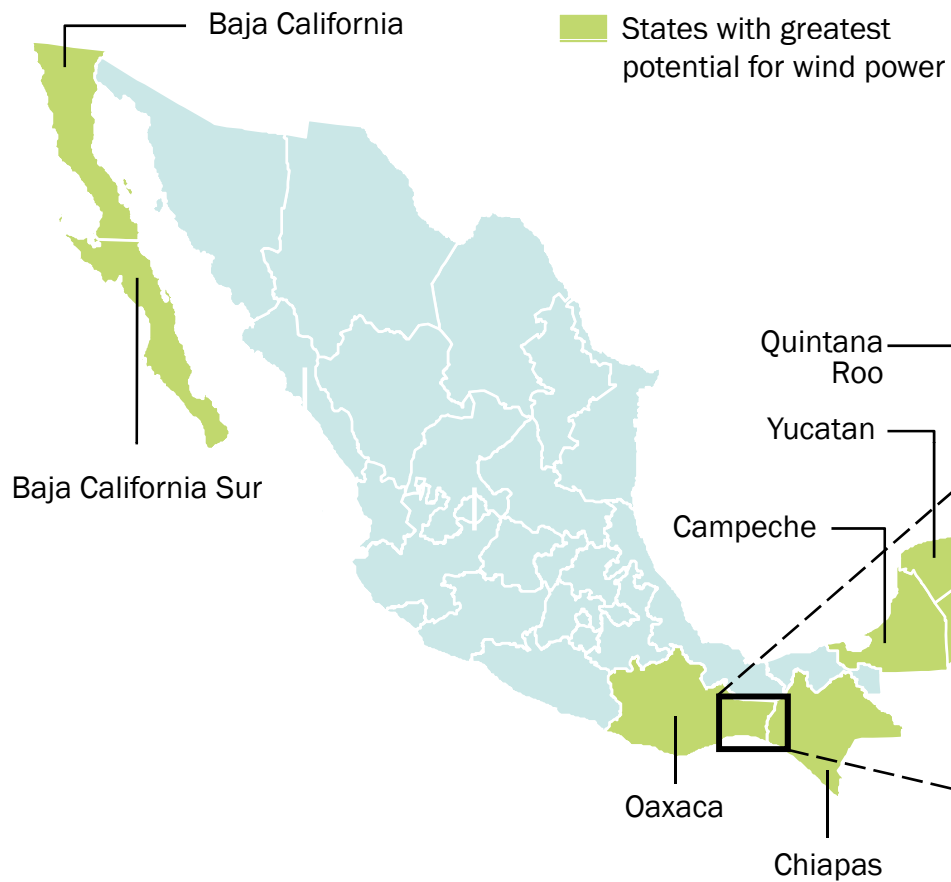 Baja California
States with greatest
potential for wind power
Quintana
Roo
Yucatan
Baja California Sur
Campeche
Oaxaca
Chiapas